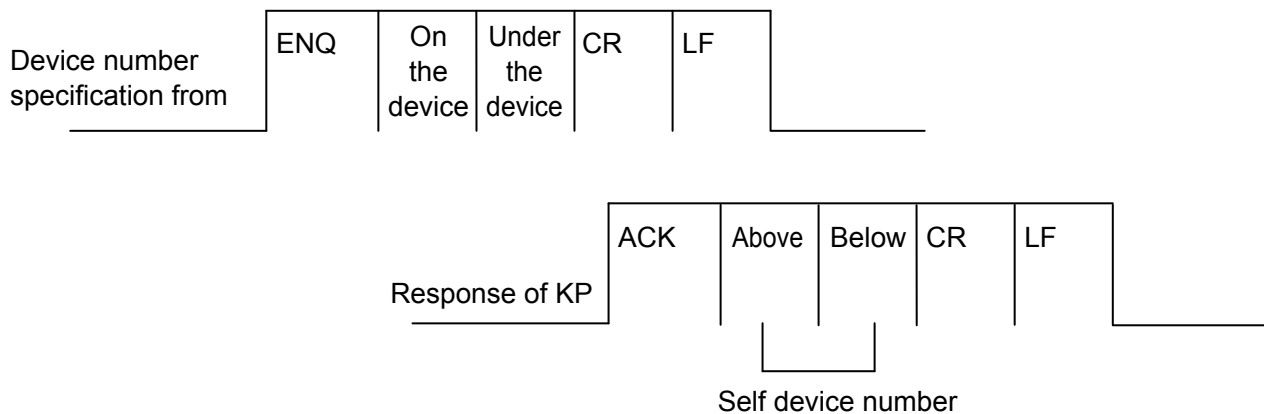 Device number
specification from
ENQ
On
the
device
Under
the
device
CR
LF
Response of KP
ACK
Above
Below
CR
LF
Self device number